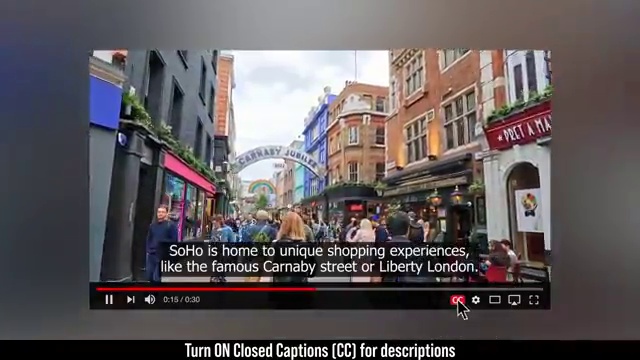 CARNABY JUBILEE
PRET A MA
SoHo is home to unique shopping experiences,
like the famous Carnaby street or Liberty London.
0:15 / 0:30
CC
Turn ON Closed Captions (CC) for descriptions